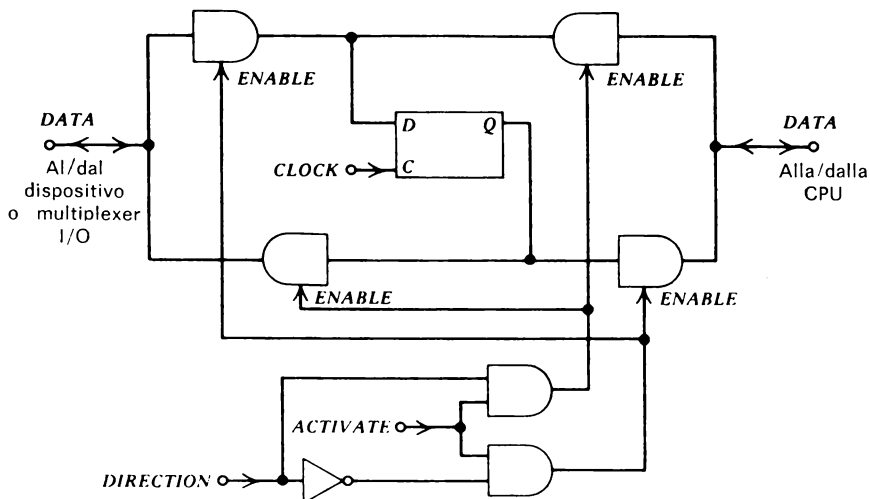 ENABLE
ENABLE
DATA
Al/dal
dispositivo
o multiplexer
I/O
D Q
C
CLOCK
DATA
Alla/dalla
CPU
ENABLE
ENABLE
ACTIVATE
DIRECTION